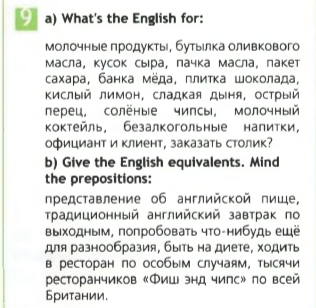 9 a) What's the English for:
молочные продукты, бутылка оливкового
масла, кусок сыра, пачка масла, пакет
сахара, банка мёда, плитка шоколада,
кислый лимон, сладкая дыня, острый
перец, солёные чипсы, молочный
коктейль, безалкогольные напитки,
официант и клиент, заказать столик?
b) Give the English equivalents. Mind
the prepositions:
представление об английской пище,
традиционный английский завтрак по
выходным, попробовать что-нибудь ещё
для разнообразия, быть на диете, ходить
в ресторан по особым случаям, тысячи
ресторанчиков «Фиш энд чипс» по всей
Британии.